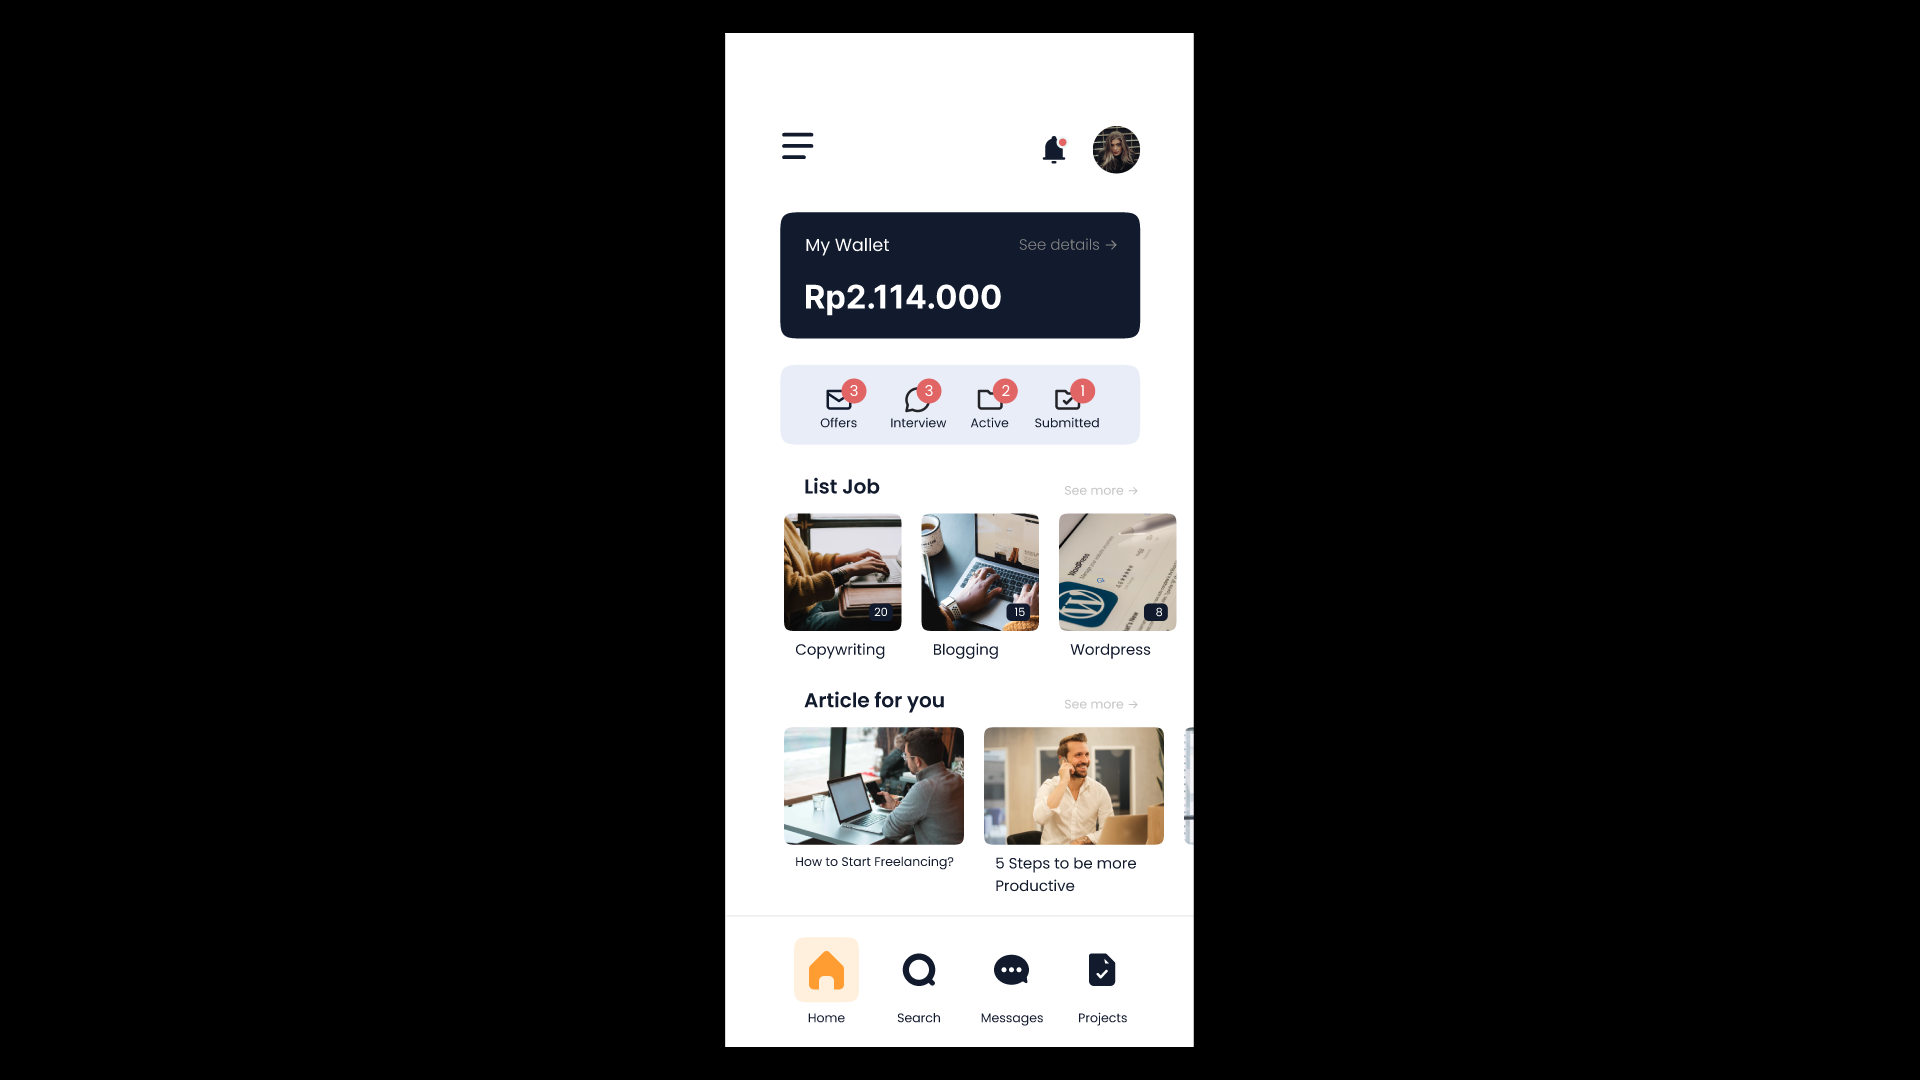 My Wallet
See details →
Rp2.114.000
3
3
2
1
Offers
Interview
Active
Submitted
List Job
See more →
WordPress
20
15
8
Copywriting
Blogging
Wordpress
Article for you
See more →
How to Start Freelancing?
5 Steps to be more
Productive
Home
Search
Messages
Projects